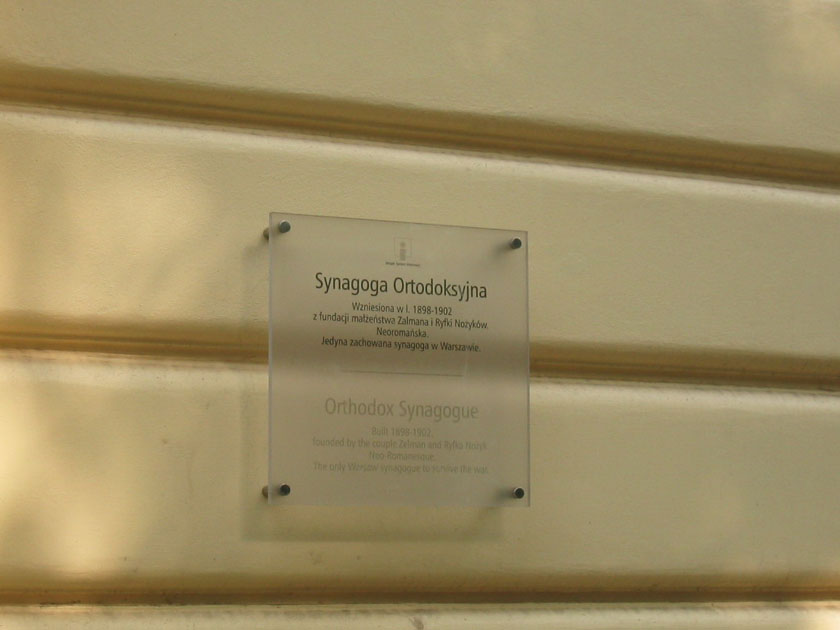 Synagoga Ortodoksyjna
Wzniesiona w l. 1898-1902
z fundacji małżeństwa Zalmana i Ryfki Nożyków.
Neoromańska.
Jedyna zachowana synagoga w Warszawie.
Orthodox Synagogue
Built 1898-1902,
founded by the couple Zelman and Ryfka Nożyk.
Neo-Romanesque.
The only Warsaw synagogue to survive the war.